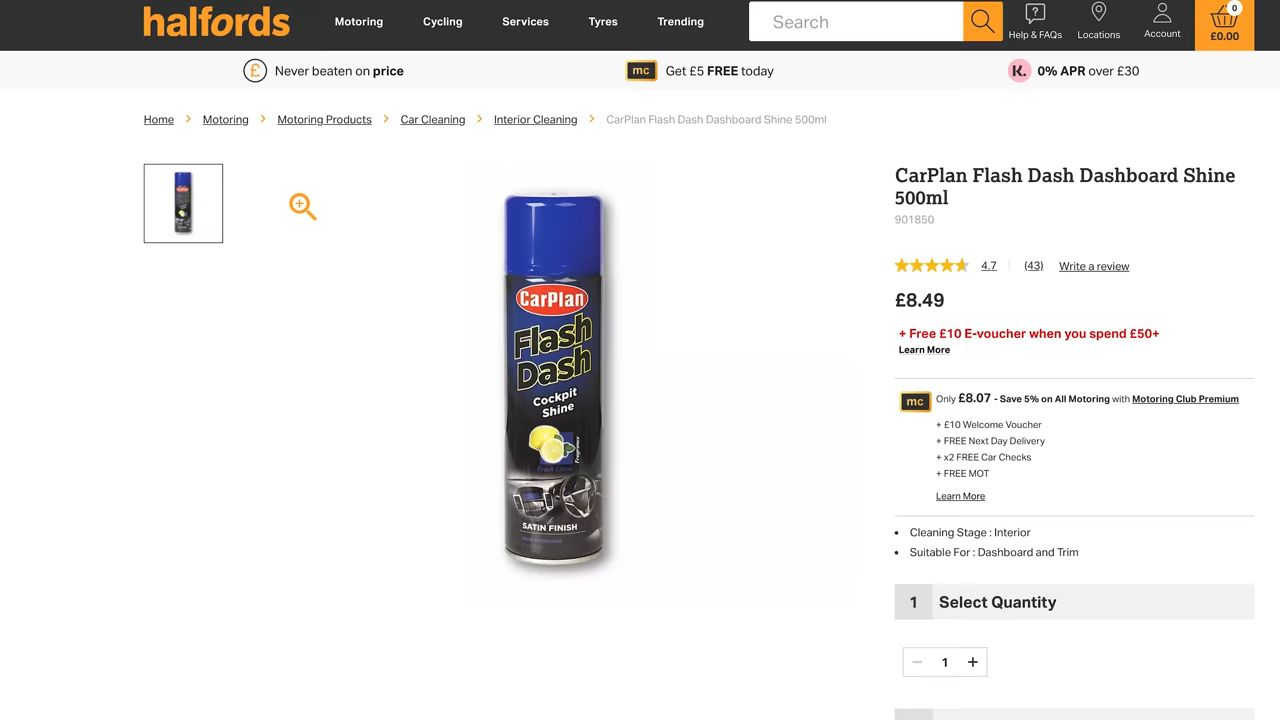 halfords
Motoring
Cycling
Services
Tyres
Trending
Search
?
Help & FAQs
Locations
Account
0
£0.00
£
Never beaten on price
mc
Get £5 FREE today
K.
0% APR over £30
Home
Motoring
Motoring Products
Car Cleaning
Interior Cleaning
CarPlan Flash Dash Dashboard Shine 500ml
CarPlan
Flash
Dash
Cockpit
Shine
Fragrance
Fresh Citrus
SATIN FINISH
CarPlan Flash Dash Dashboard Shine
500ml
901850
4.7
(43)
Write a review
£8.49
+ Free £10 E-voucher when you spend £50+
Learn More
mc
Only £8.07 - Save 5% on All Motoring with Motoring Club Premium
+ £10 Welcome Voucher
+ FREE Next Day Delivery
+ x2 FREE Car Checks
+ FREE MOT
Learn More
• Cleaning Stage : Interior
• Suitable For : Dashboard and Trim
1 Select Quantity
− 1 +